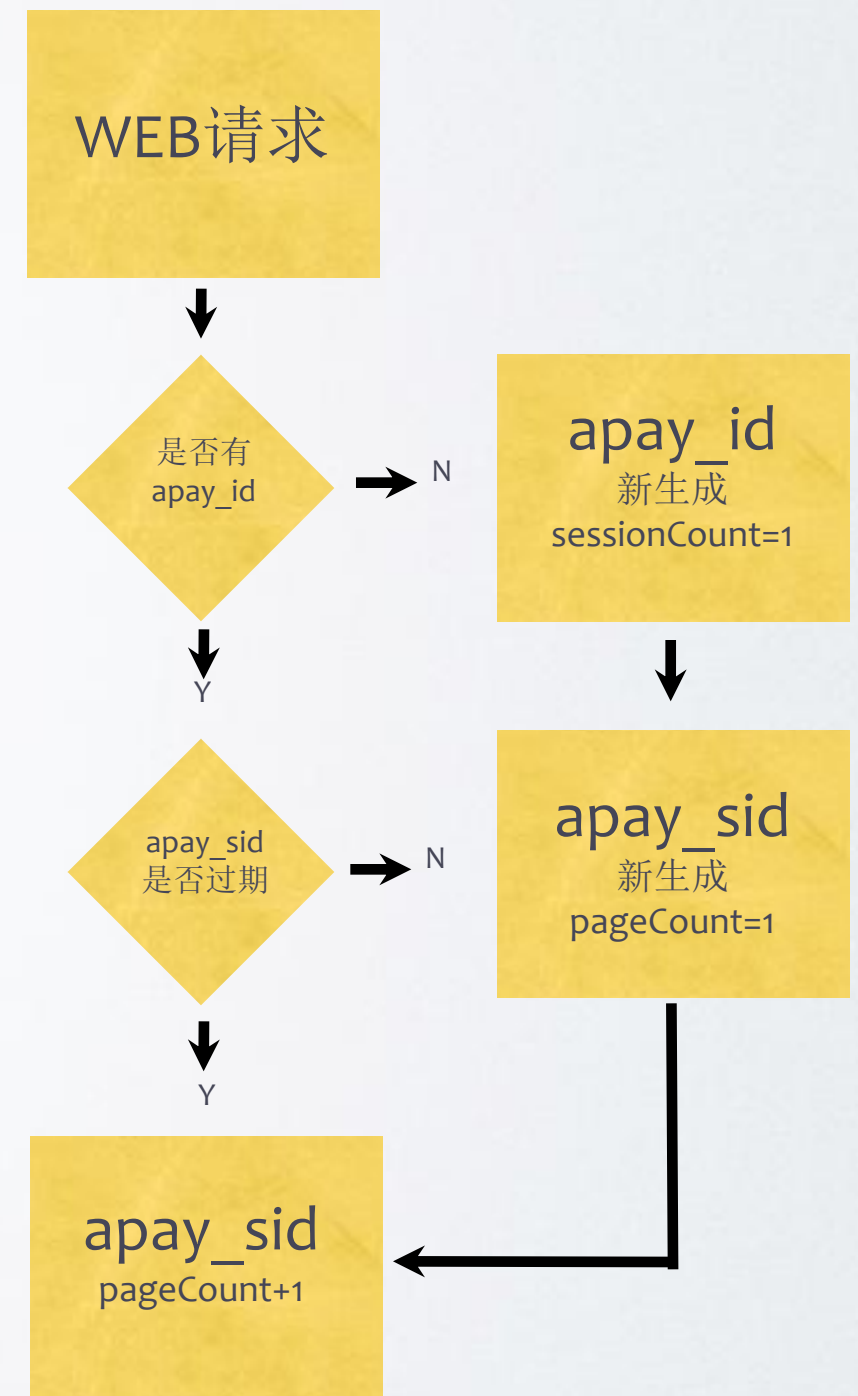 WEB请求
是否有
apay_id
N
apay_id
新生成
sessionCount=1
Y
apay_sid
是否过期
N
apay_sid
新生成
pageCount=1
Y
apay_sid
pageCount+1